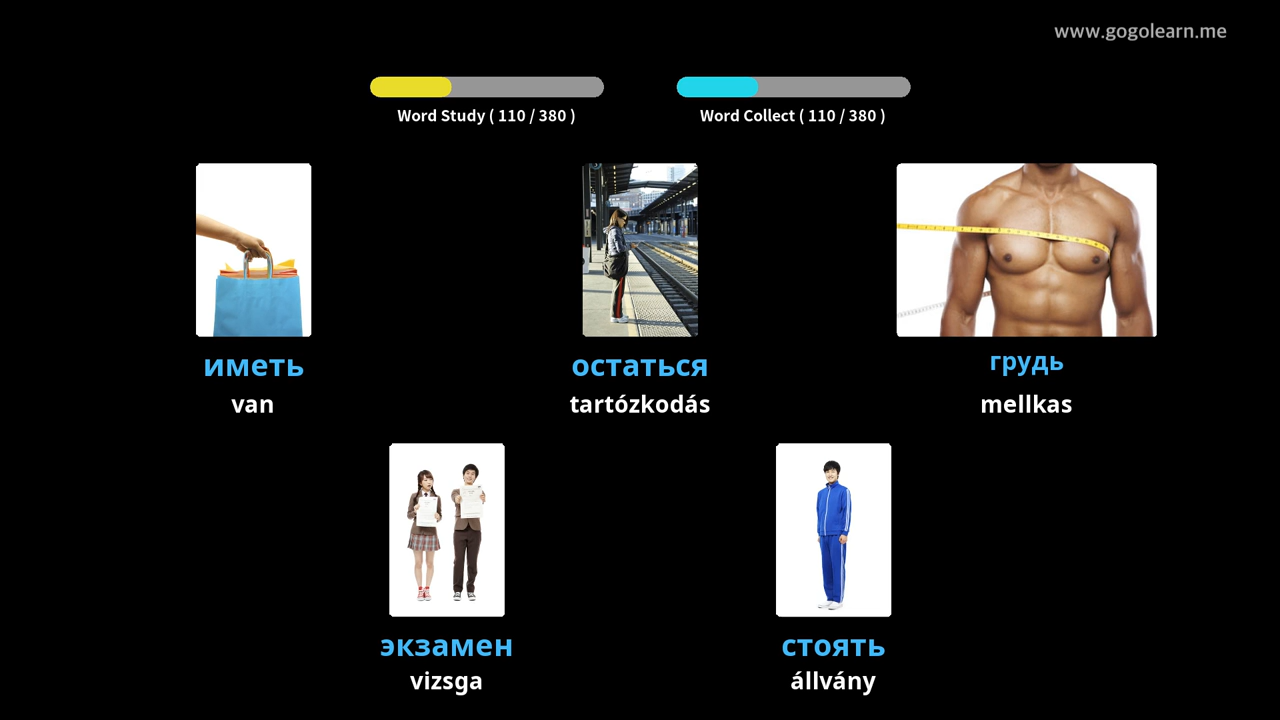 www.gogolearn.me
Word Study ( 110 / 380 )
Word Collect ( 110 / 380 )
иметь
van
остаться
tartózkodás
грудь
mellkas
экзамен
vizsga
стоять
állvány